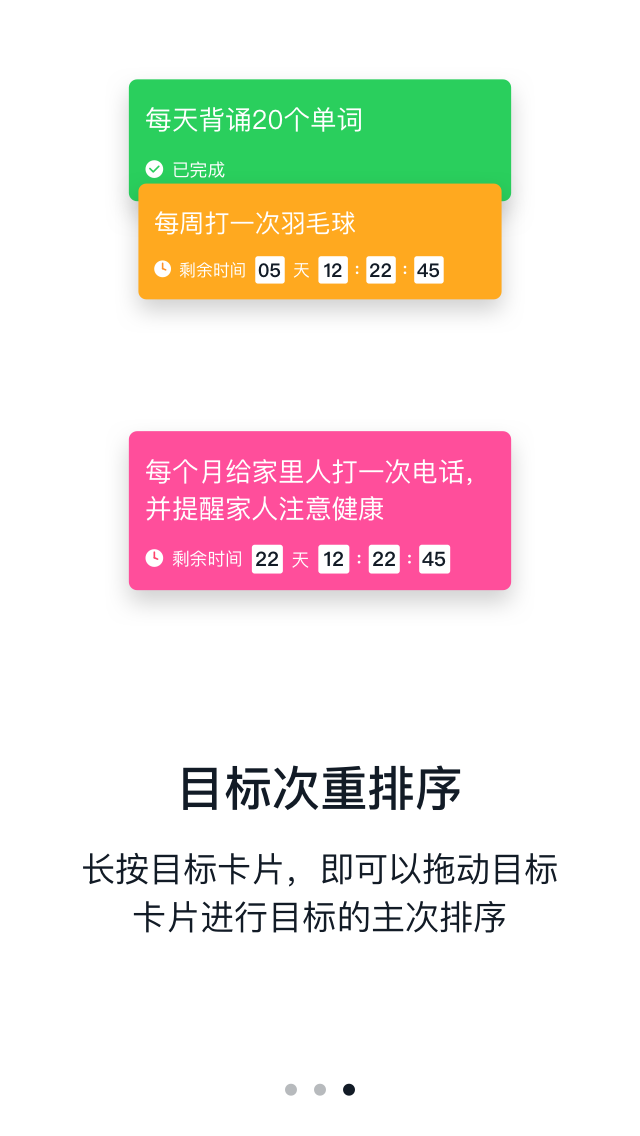 每天背诵20个单词
已完成
每周打一次羽毛球
剩余时间 05 天 12 : 22 : 45
每个月给家里人打一次电话，
并提醒家人注意健康
剩余时间 22 天 12 : 22 : 45
目标次重排序
长按目标卡片，即可以拖动目标
卡片进行目标的主次排序